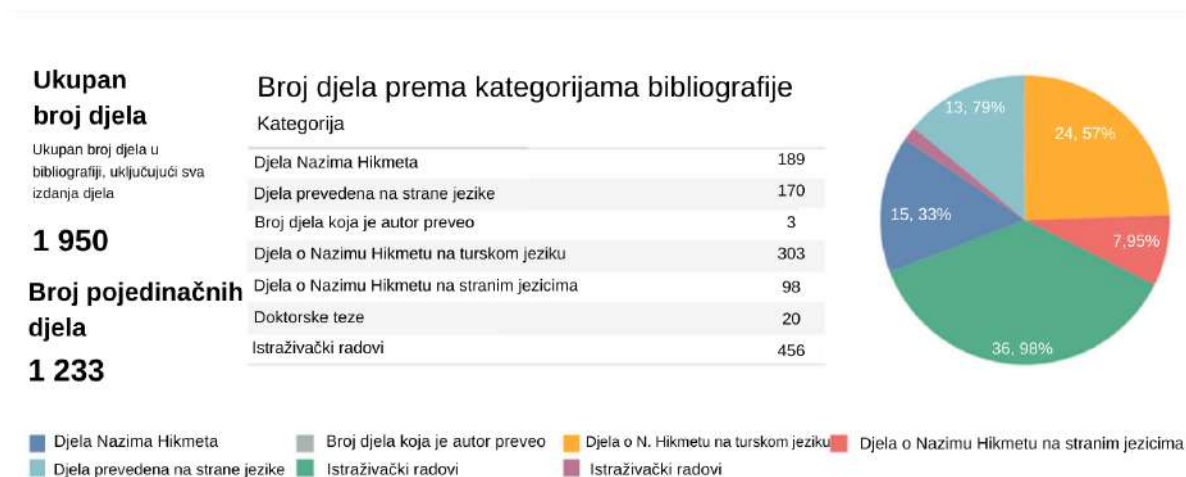 Ukupan
broj djela
Ukupan broj djela u
bibliografiji, uključujući sva
izdanja djela
1 950
Broj pojedinačnih
djela
1 233
Broj djela prema kategorijama bibliografije
Kategorija
Djela Nazima Hikmeta 189
Djela prevedena na strane jezike 170
Broj djela koja je autor preveo 3
Djela o Nazimu Hikmetu na turskom jeziku 303
Djela o Nazimu Hikmetu na stranim jezicima 98
Doktorske teze 20
Istraživački radovi 456
13; 79%
24, 57%
15, 33%
7,95%
36, 98%
Djela Nazima Hikmeta
Broj djela koja je autor preveo
Djela o N. Hikmetu na turskom jeziku
Djela o Nazimu Hikmetu na stranim jezicima
Djela prevedena na strane jezike
Istraživački radovi
Istraživački radovi